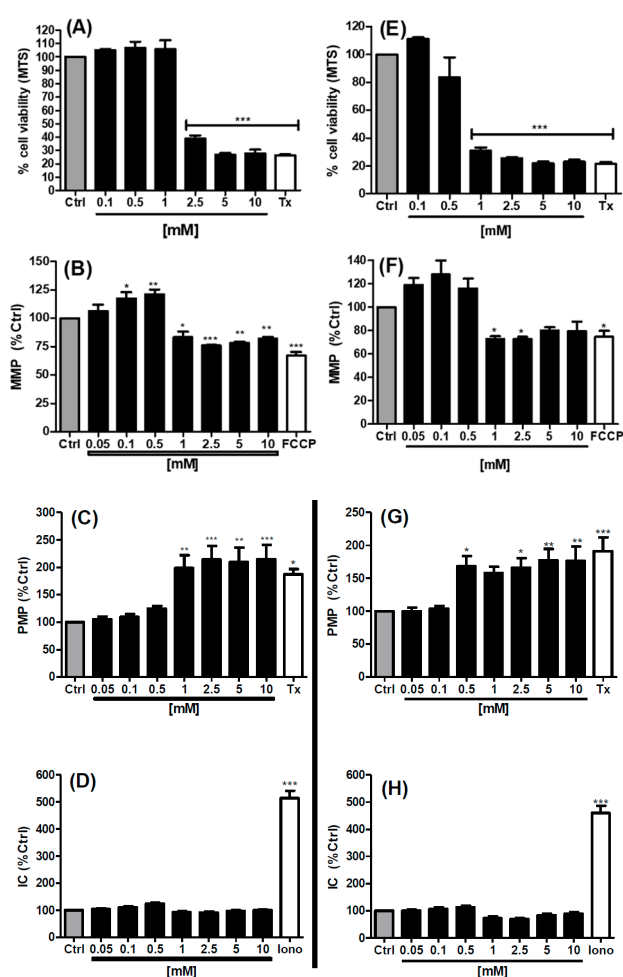 (A)
% cell viability (MTS)
120
110
100
90
80
70
60
50
40
30
20
10
0
***
Ctrl 0.1 0.5 1 2.5 5 10 Tx
[mM]
(E)
% cell viability (MTS)
120
100
80
60
40
20
0
***
Ctrl 0.1 0.5 1 2.5 5 10 Tx
[mM]
(B)
MMP (%Ctrl)
150
125
100
75
50
25
0
* ** * *** ** ** ***
Ctrl 0.05 0.1 0.5 1 2.5 5 10 FCCP
[mM]
(F)
MMP (%Ctrl)
140
120
100
80
60
40
20
0
* * *
Ctrl 0.05 0.1 0.5 1 2.5 5 10 FCCP
[mM]
(C)
PMP (%Ctrl)
300
250
200
150
100
50
0
** *** ** *** *
Ctrl 0.05 0.1 0.5 1 2.5 5 10 Tx
[mM]
(G)
PMP (%Ctrl)
250
200
150
100
50
0
* * ** ** ***
Ctrl 0.05 0.1 0.5 1 2.5 5 10 Tx
[mM]
(D)
IC (%Ctrl)
600
500
400
300
200
100
0
***
Ctrl 0.05 0.1 0.5 1 2.5 5 10 Iono
[mM]
(H)
IC (%Ctrl)
600
500
400
300
200
100
0
***
Ctrl 0.05 0.1 0.5 1 2.5 5 10 Iono
[mM]